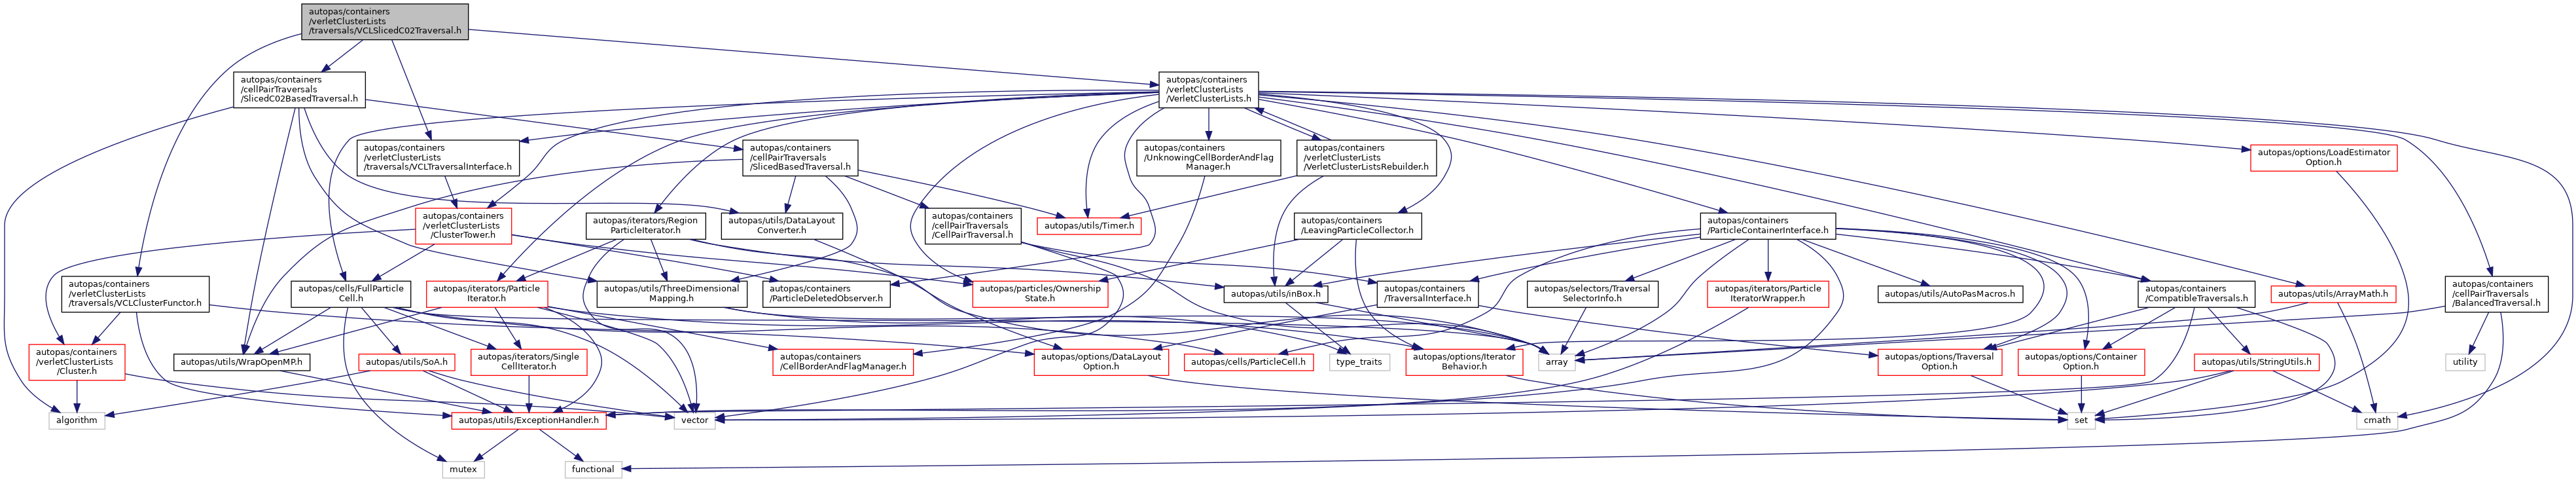 autopas/containers
/verletClusterLists
/traversals/VCLSlicedC02Traversal.h
autopas/containers
/cellPairTraversals
/SlicedC02BasedTraversal.h
autopas/containers
/verletClusterLists
/VerletClusterLists.h
autopas/containers
/verletClusterLists
/traversals/VCLTraversalInterface.h
autopas/containers
/cellPairTraversals
/SlicedBasedTraversal.h
autopas/containers
/UnknowingCellBorderAndFlag
Manager.h
autopas/containers
/verletClusterLists
/VerletClusterListsRebuilder.h
autopas/options/LoadEstimator
Option.h
autopas/containers
/verletClusterLists
/ClusterTower.h
autopas/iterators/Region
ParticleIterator.h
autopas/utils/DataLayout
Converter.h
autopas/containers
/cellPairTraversals
/CellPairTraversal.h
autopas/utils/Timer.h
autopas/containers
/LeavingParticleCollector.h
autopas/containers
/ParticleContainerInterface.h
autopas/containers
/verletClusterLists
/traversals/VCLClusterFunctor.h
autopas/cells/FullParticle
Cell.h
autopas/iterators/Particle
Iterator.h
autopas/utils/ThreeDimensional
Mapping.h
autopas/containers
/ParticleDeletedObserver.h
autopas/particles/Ownership
State.h
autopas/utils/inBox.h
autopas/containers
/TraversalInterface.h
autopas/selectors/Traversal
SelectorInfo.h
autopas/iterators/Particle
IteratorWrapper.h
autopas/utils/AutoPasMacros.h
autopas/containers
/CompatibleTraversals.h
autopas/utils/ArrayMath.h
autopas/containers
/cellPairTraversals
/BalancedTraversal.h
autopas/containers
/verletClusterLists
/Cluster.h
autopas/utils/WrapOpenMP.h
autopas/utils/SoA.h
autopas/iterators/Single
CellIterator.h
autopas/containers
/CellBorderAndFlagManager.h
autopas/options/DataLayout
Option.h
autopas/cells/ParticleCell.h
type_traits
autopas/options/Iterator
Behavior.h
array
autopas/options/Traversal
Option.h
autopas/options/Container
Option.h
autopas/utils/StringUtils.h
utility
algorithm
autopas/utils/ExceptionHandler.h
vector
set
cmath
mutex
functional